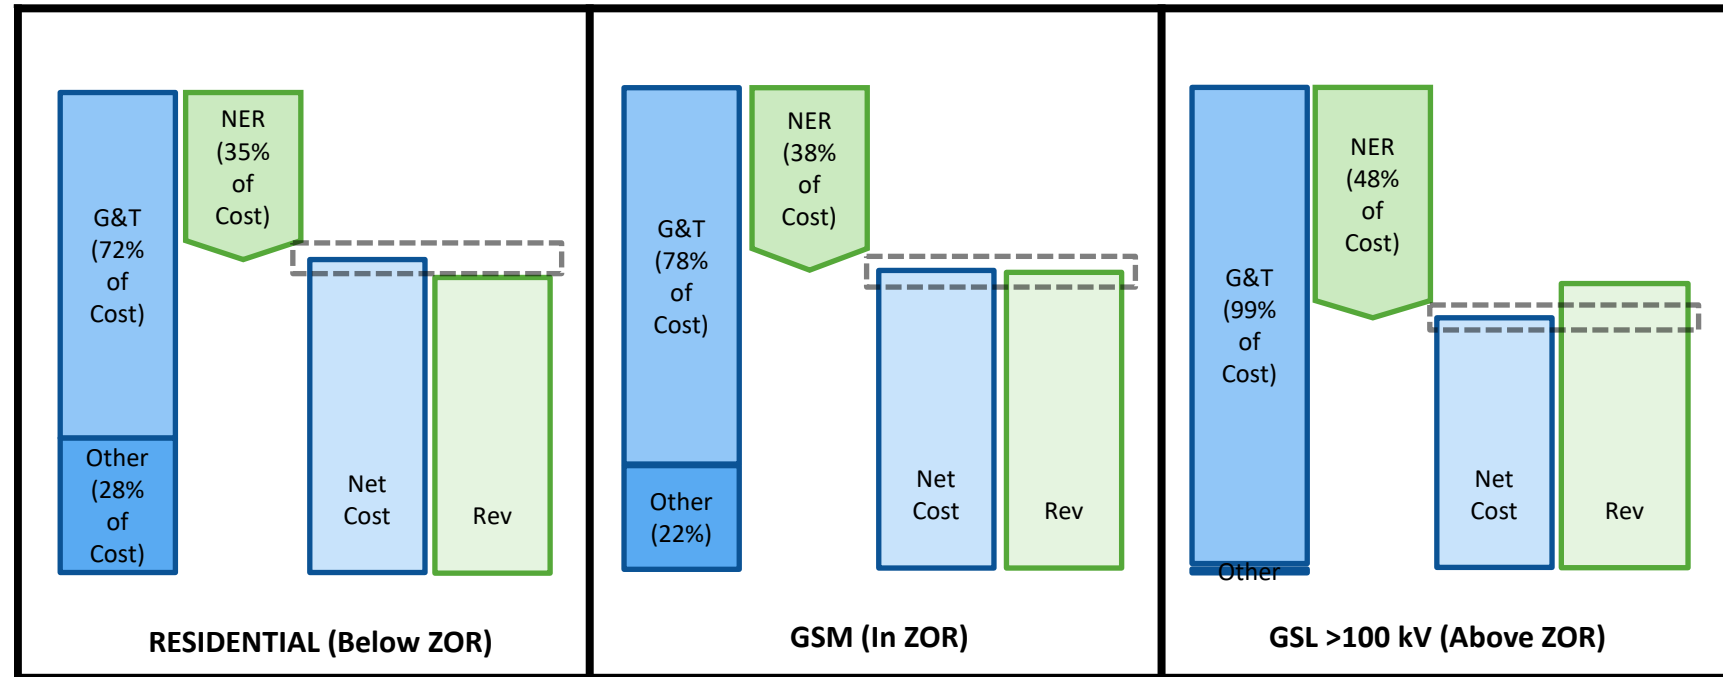 NER
(35%
of
Cost)
G&T
(72%
of
Cost)
Other
(28%
of
Cost)
Net
Cost
Rev
RESIDENTIAL (Below ZOR)
NER
(38%
of
Cost)
G&T
(78%
of
Cost)
Other
(22%)
Net
Cost
Rev
GSM (In ZOR)
NER
(48%
of
Cost)
G&T
(99%
of
Cost)
Other
Net
Cost
Rev
GSL >100 kV (Above ZOR)